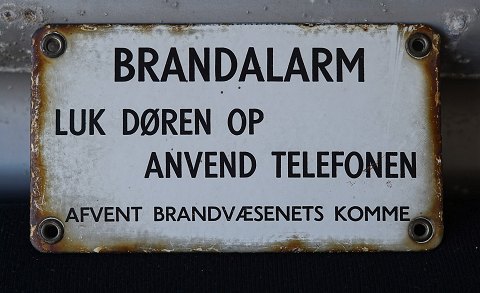 BRANDALARM
LUK DØREN OP
ANVEND TELEFONEN
AFVENT BRANDVÆSENETS KOMME